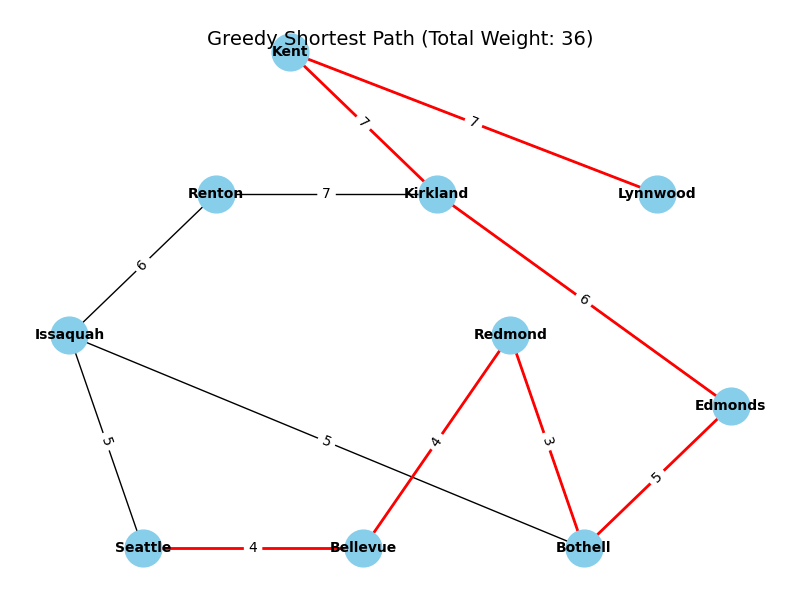 Greedy Shortest Path (Total Weight: 36)
Kent
7
7
Renton
7
Kirkland
Lynnwood
6
6
Issaquah
Redmond
Edmonds
5
5
4
3
5
Seattle
4
Bellevue
Bothell